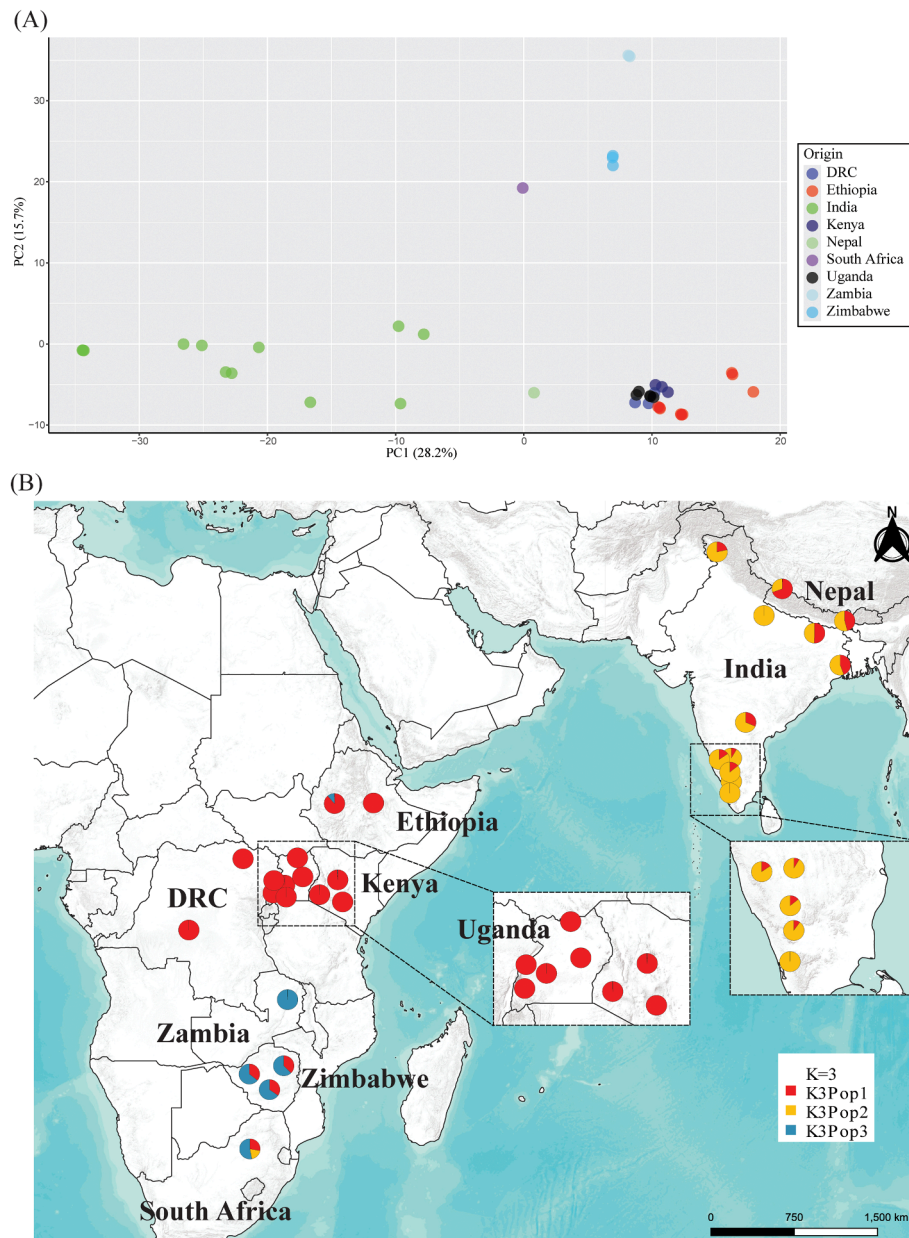 (A)
30
20
10
0
−10
−30
−20
−10
0
10
20
PC2 (15.7%)
PC1 (28.2%)
Origin
DRC
Ethiopia
India
Kenya
Nepal
South Africa
Uganda
Zambia
Zimbabwe
(B)
N
Nepal
India
Ethiopia
DRC
Kenya
Uganda
Zambia
Zimbabwe
South Africa
K=3
K3Pop1
K3Pop2
K3Pop3
0 750 1,500 km